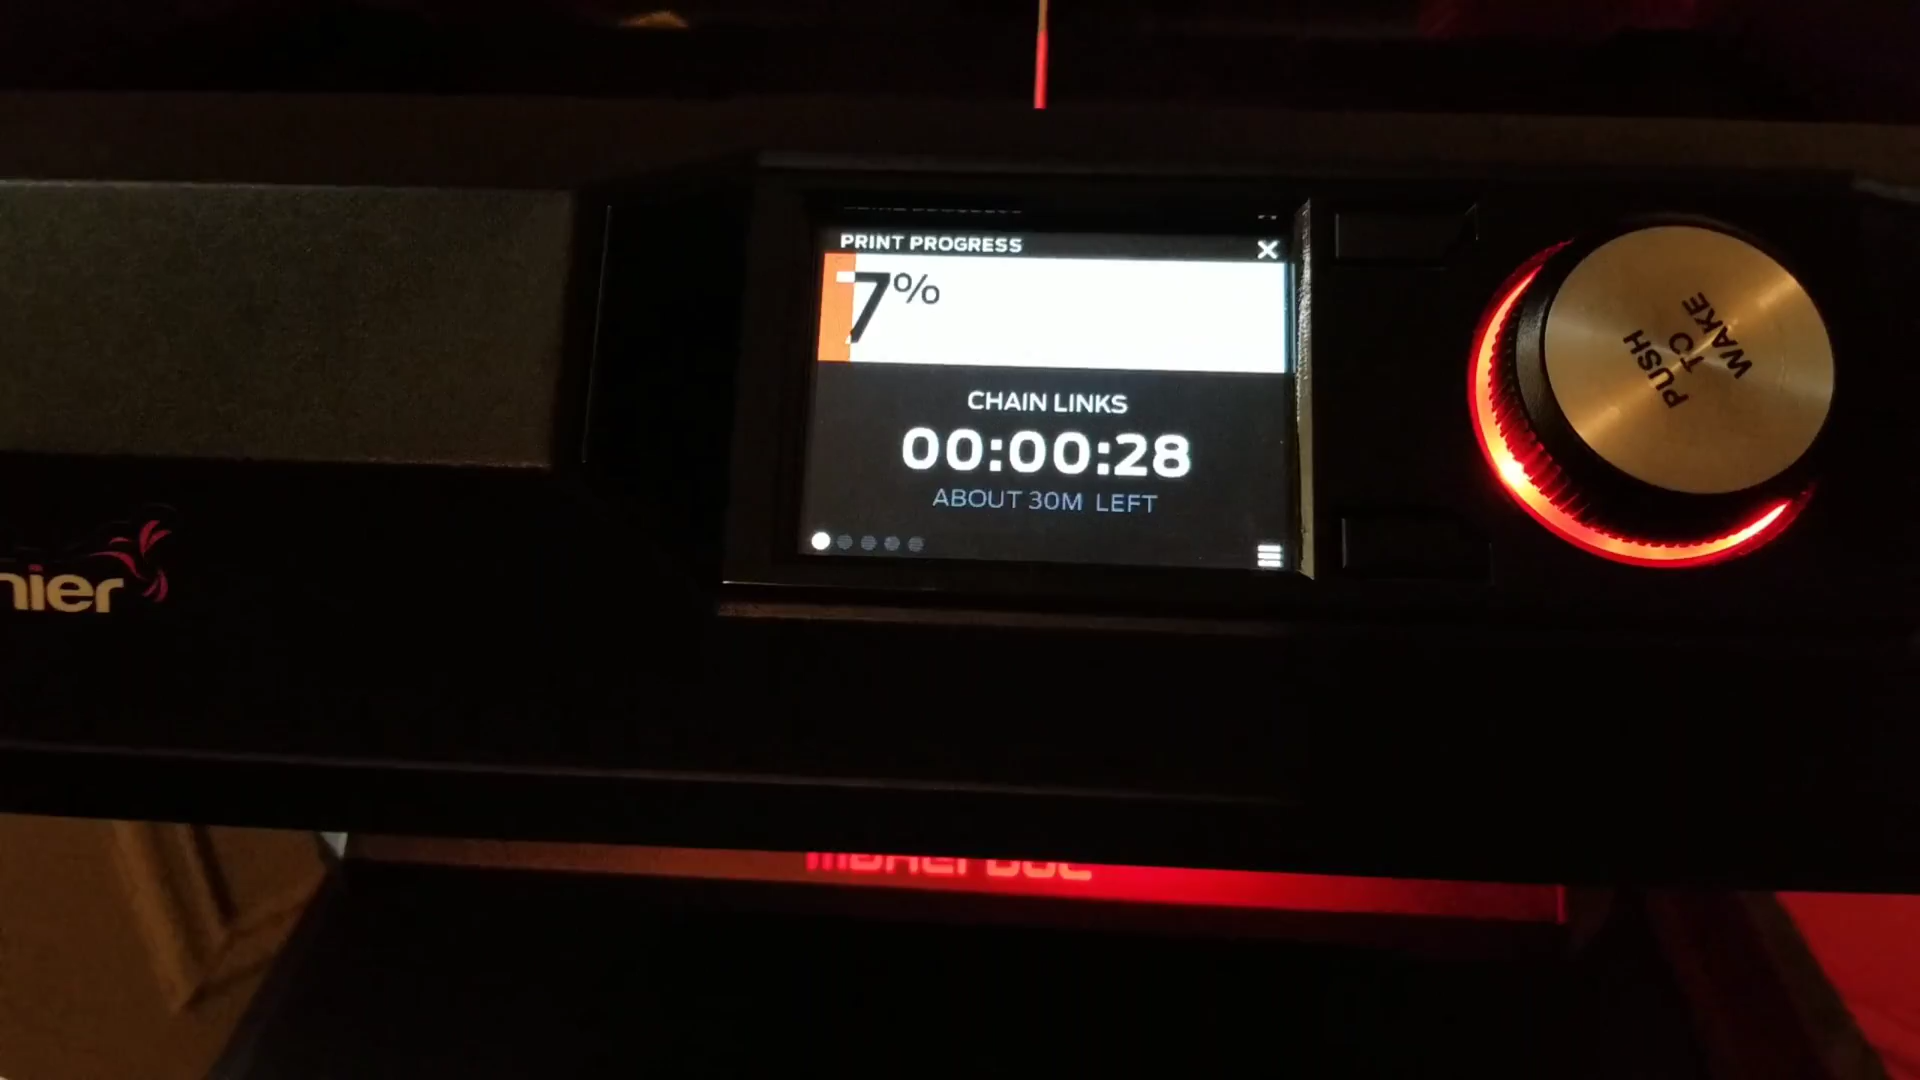 PRINT PROGRESS
7%
CHAIN LINKS
00:00:28
ABOUT 30M LEFT
PUSH
TO
WAKE
nier